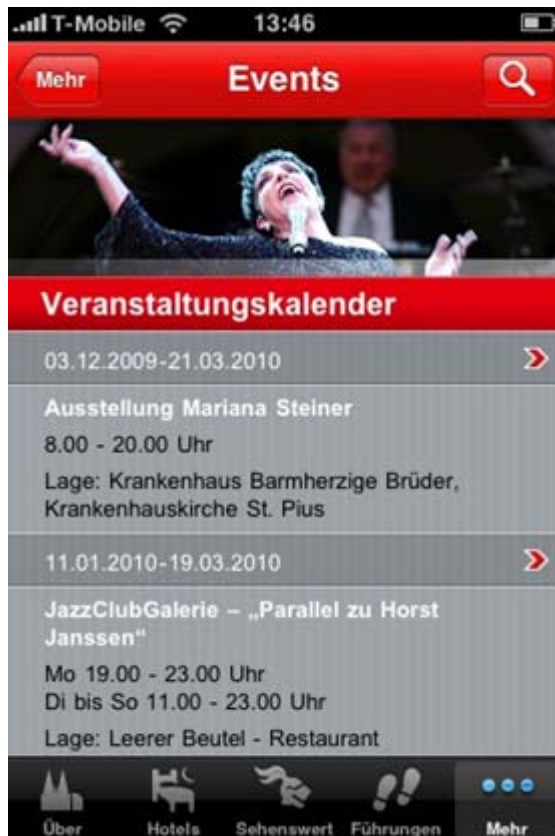 T-Mobile 13:46
Mehr Events
Veranstaltungskalender
03.12.2009-21.03.2010
Ausstellung Mariana Steiner
8.00 - 20.00 Uhr
Lage: Krankenhaus Barmherzige Brüder,
Krankenhauskirche St. Pius
11.01.2010-19.03.2010
JazzClubGalerie – „Parallel zu Horst
Janssen“
Mo 19.00 - 23.00 Uhr
Di bis So 11.00 - 23.00 Uhr
Lage: Leerer Beutel - Restaurant
Über Hotels Sehenswert Führungen Mehr